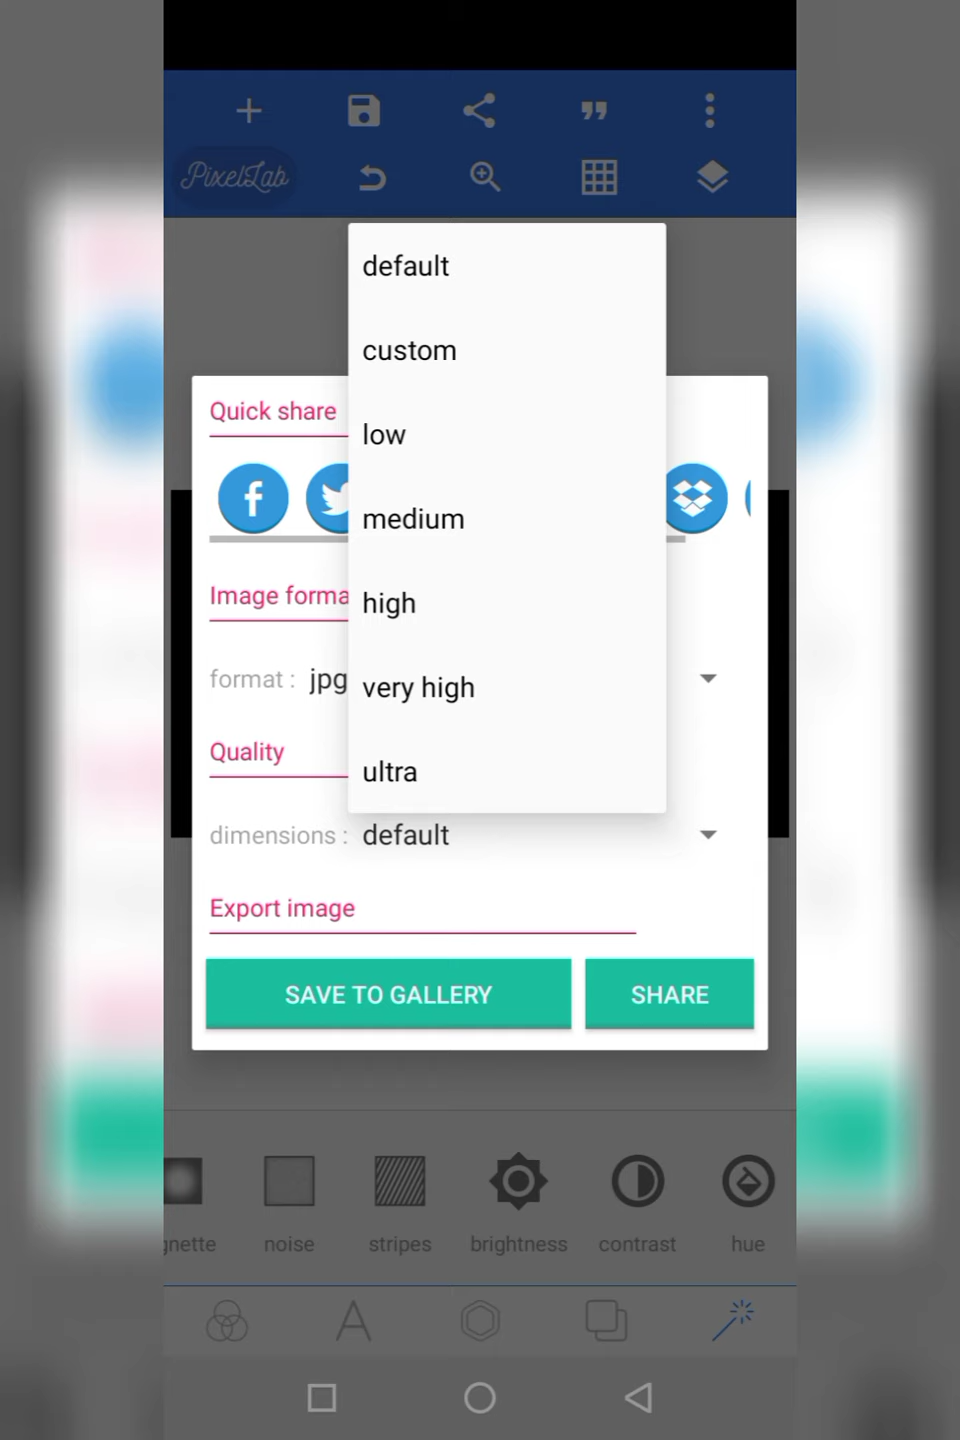 PixelLab
default
custom
Quick share
low
medium
Image forma
high
format : jpg
very high
Quality
ultra
dimensions : default
Export image
SAVE TO GALLERY SHARE
gnette noise stripes brightness contrast hue